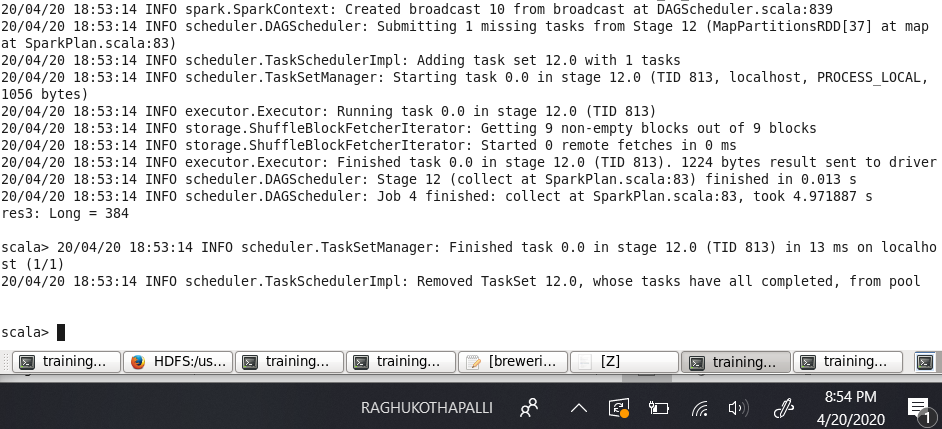 20/04/20 18:53:14 INFO spark.SparkContext: Created broadcast 10 from broadcast at DAGScheduler.scala:839
20/04/20 18:53:14 INFO scheduler.DAGScheduler: Submitting 1 missing tasks from Stage 12 (MapPartitionsRDD[37] at map
at SparkPlan.scala:83)
20/04/20 18:53:14 INFO scheduler.TaskSchedulerImpl: Adding task set 12.0 with 1 tasks
20/04/20 18:53:14 INFO scheduler.TaskSetManager: Starting task 0.0 in stage 12.0 (TID 813, localhost, PROCESS_LOCAL,
1056 bytes)
20/04/20 18:53:14 INFO executor.Executor: Running task 0.0 in stage 12.0 (TID 813)
20/04/20 18:53:14 INFO storage.ShuffleBlockFetcherIterator: Getting 9 non-empty blocks out of 9 blocks
20/04/20 18:53:14 INFO storage.ShuffleBlockFetcherIterator: Started 0 remote fetches in 0 ms
20/04/20 18:53:14 INFO executor.Executor: Finished task 0.0 in stage 12.0 (TID 813). 1224 bytes result sent to driver
20/04/20 18:53:14 INFO scheduler.DAGScheduler: Stage 12 (collect at SparkPlan.scala:83) finished in 0.013 s
20/04/20 18:53:14 INFO scheduler.DAGScheduler: Job 4 finished: collect at SparkPlan.scala:83, took 4.971887 s
res3: Long = 384
scala> 20/04/20 18:53:14 INFO scheduler.TaskSetManager: Finished task 0.0 in stage 12.0 (TID 813) in 13 ms on localho
st (1/1)
20/04/20 18:53:14 INFO scheduler.TaskSchedulerImpl: Removed TaskSet 12.0, whose tasks have all completed, from pool
scala>
training... HDFS:/us... training... training... [breweri... [Z] training... training...
RAGHUKOTHAPALLI 8:54 PM
4/20/2020 1